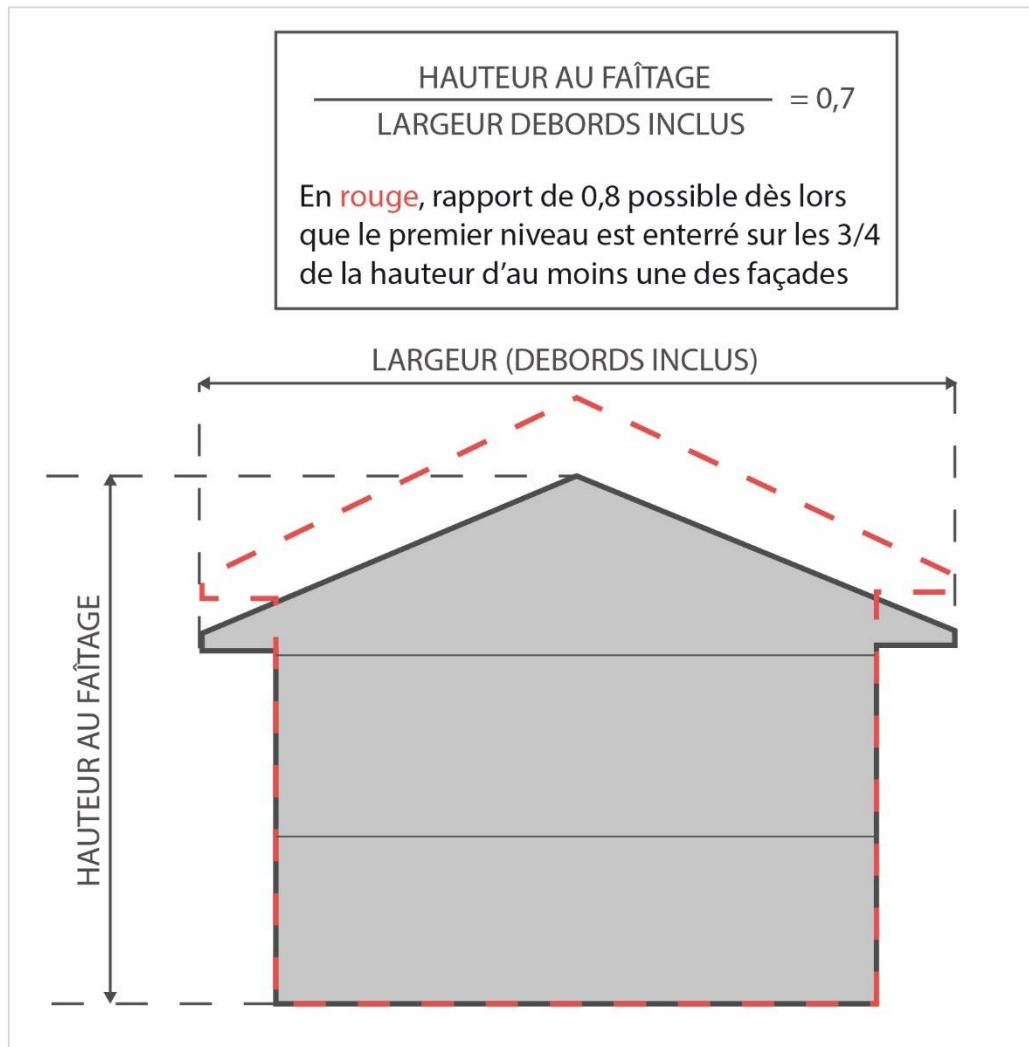 HAUTEUR AU FAÎTAGE
LARGEUR DEBORDS INCLUS
= 0,7
En rouge, rapport de 0,8 possible dès lors
que le premier niveau est enterré sur les 3/4
de la hauteur d’au moins une des façades
LARGEUR (DEBORDS INCLUS)
HAUTEUR AU FAÎTAGE